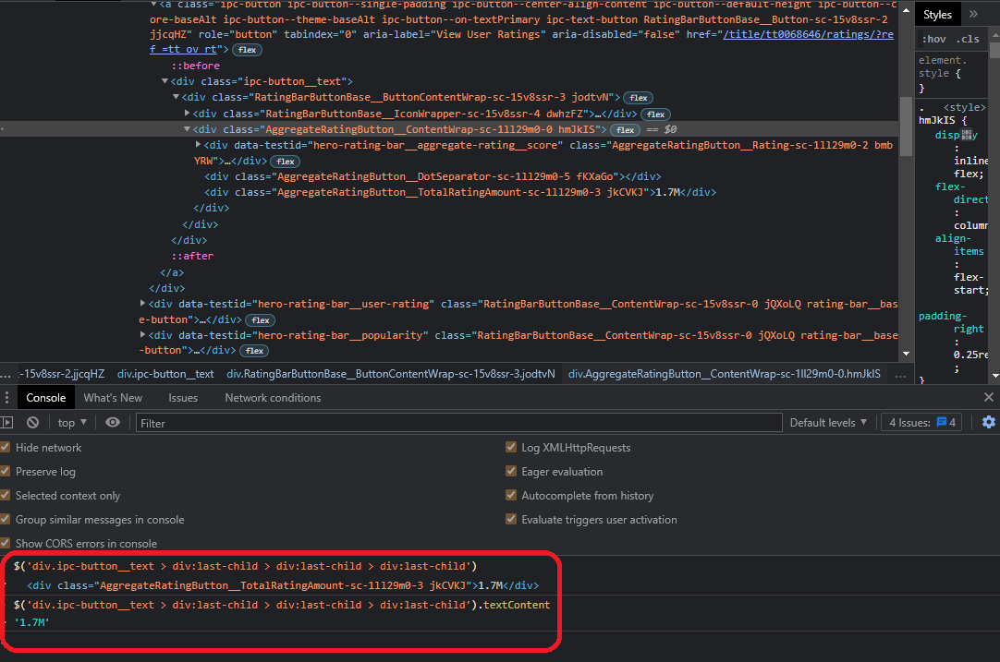 <a class="ipc-button ipc-button--single-padding ipc-button--center-align-content ipc-button--default-height ipc-button--c
ore-baseAlt ipc-button--theme-baseAlt ipc-button--on-textPrimary ipc-text-button RatingBarButtonBase__Button-sc-15v8ssr-2
jjcqHZ" role="button" tabindex="0" aria-label="View User Ratings" aria-disabled="false" href="/title/tt0068646/ratings/?re
f_=tt_ov_rt"> flex
::before
<div class="ipc-button__text">
<div class="RatingBarButtonBase__ButtonContentWrap-sc-15v8ssr-3 jodtvN"> flex
<div class="RatingBarButtonBase__IconWrapper-sc-15v8ssr-4 dwhzFZ">…</div> flex
<div class="AggregateRatingButton__ContentWrap-sc-1ll29m0-0 hmJkIS"> flex == $0
<div data-testid="hero-rating-bar__aggregate-rating__score" class="AggregateRatingButton__Rating-sc-1ll29m0-2 bmb
YRW">…</div> flex
<div class="AggregateRatingButton__DotSeparator-sc-1ll29m0-5 fKXaGo"></div>
<div class="AggregateRatingButton__TotalRatingAmount-sc-1ll29m0-3 jkCVKJ">1.7M</div>
</div>
</div>
</div>
::after
</a>
</div>
<div data-testid="hero-rating-bar__user-rating" class="RatingBarButtonBase__ContentWrap-sc-15v8ssr-0 jQXoLQ rating-bar__bas
e-button">…</div> flex
<div data-testid="hero-rating-bar__popularity" class="RatingBarButtonBase__ContentWrap-sc-15v8ssr-0 jQXoLQ rating-bar__base
-button">…</div> flex
… :-15v8ssr-2.jjcqHZ div.ipc-button__text div.RatingBarButtonBase__ButtonContentWrap-sc-15v8ssr-3.jodtvN div.AggregateRatingButton__ContentWrap-sc-1ll29m0-0.hmJkIS …
Styles »
:hov .cls
element.
style {
}
. <style>
hmJkIS {
:
inline
flex;
flex-
direct
:
column
align-
items
:
flex-
start;
padding-
right
:
0.25re
;
}
Console What's New Issues Network conditions
top Filter Default levels 4 Issues: 4
Hide network Log XMLHttpRequests
Preserve log Eager evaluation
Selected context only Autocomplete from history
Group similar messages in console Evaluate triggers user activation
Show CORS errors in console
$('div.ipc-button__text > div:last-child > div:last-child > div:last-child')
<div class="AggregateRatingButton__TotalRatingAmount-sc-1ll29m0-3 jkCVKJ">1.7M</div>
$('div.ipc-button__text > div:last-child > div:last-child > div:last-child').textContent
'1.7M'